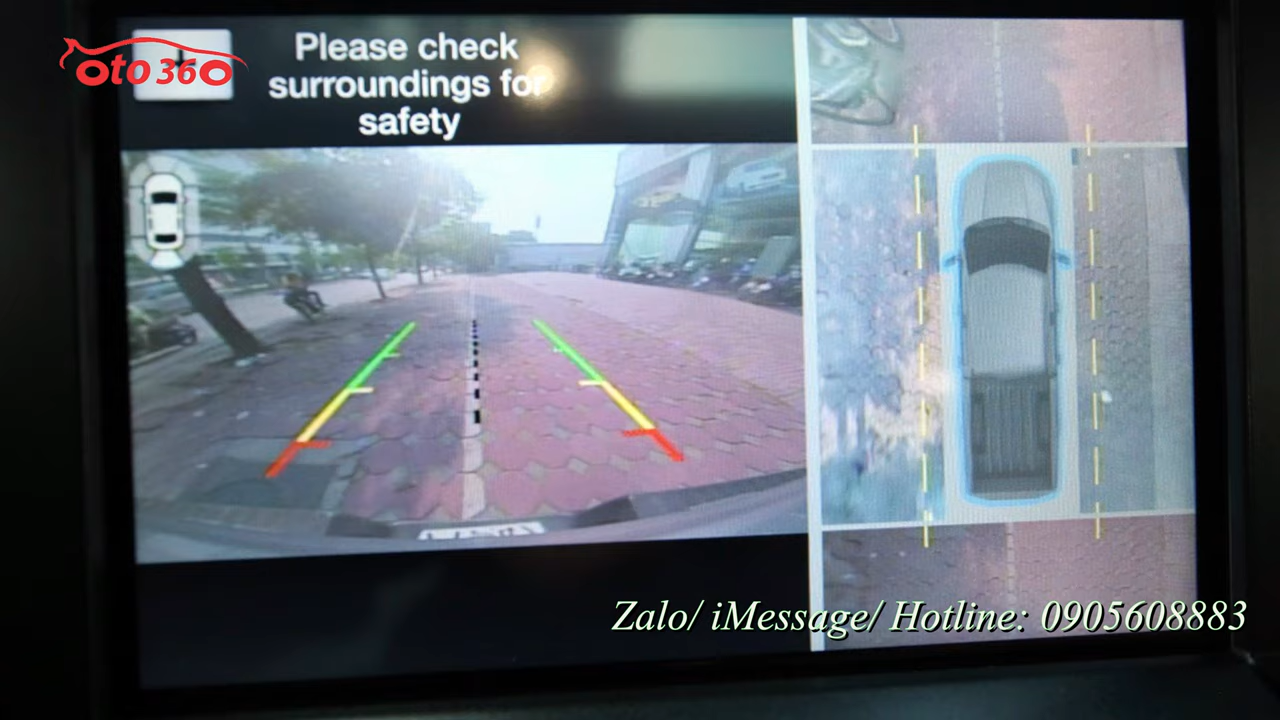 oto360
Please check
surroundings for
safety
Zalo/ iMessage/ Hotline: 0905608883